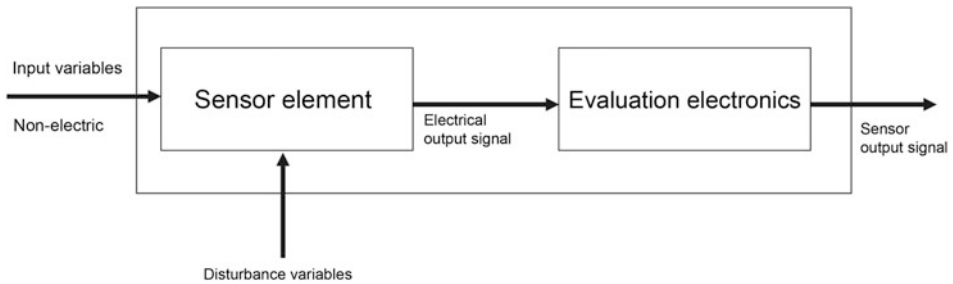 Input variables
Non-electric
Sensor element
Electrical
output signal
Evaluation electronics
Sensor
output signal
Disturbance variables